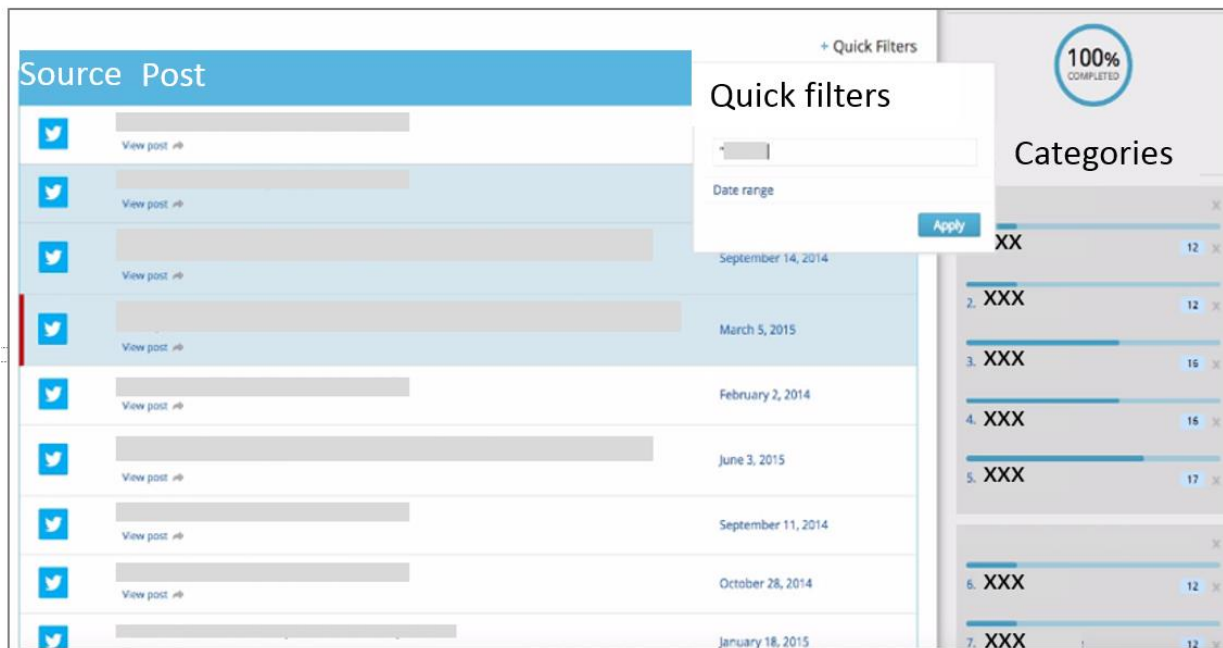 + Quick Filters
Source Post
Quick filters
View post
Date range
Apply
View post
September 14, 2014
View post
March 5, 2015
View post
February 2, 2014
View post
June 3, 2015
View post
September 11, 2014
View post
October 28, 2014
View post
January 18, 2015
100%
COMPLETED
Categories
XX 12
2. XXX 12
3. XXX 16
4. XXX 16
5. XXX 17
6. XXX 12
7. XXX 12